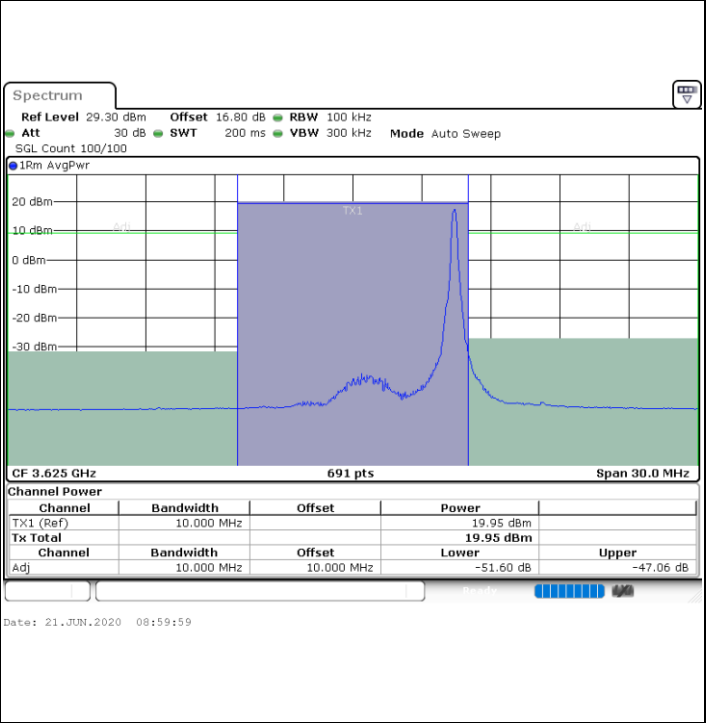 Spectrum
Ref Level 29.30 dBm Offset 16.80 dB RBW 100 kHz
Att 30 dB SWT 200 ms VBW 300 kHz Mode Auto Sweep
SGL Count 100/100
1Rm AvgPwr
20 dBm
TX1
Adj 10 dBm Adj
0 dBm
-10 dBm
-20 dBm
-30 dBm
CF 3.625 GHz 691 pts Span 30.0 MHz
Channel Power
Channel Bandwidth Offset Power
TX1 (Ref) 10.000 MHz 19.95 dBm
Tx Total 19.95 dBm
Channel Bandwidth Offset Lower Upper
Adj 10.000 MHz 10.000 MHz -51.60 dB -47.06 dB
Ready
Date: 21.JUN.2020 08:59:59